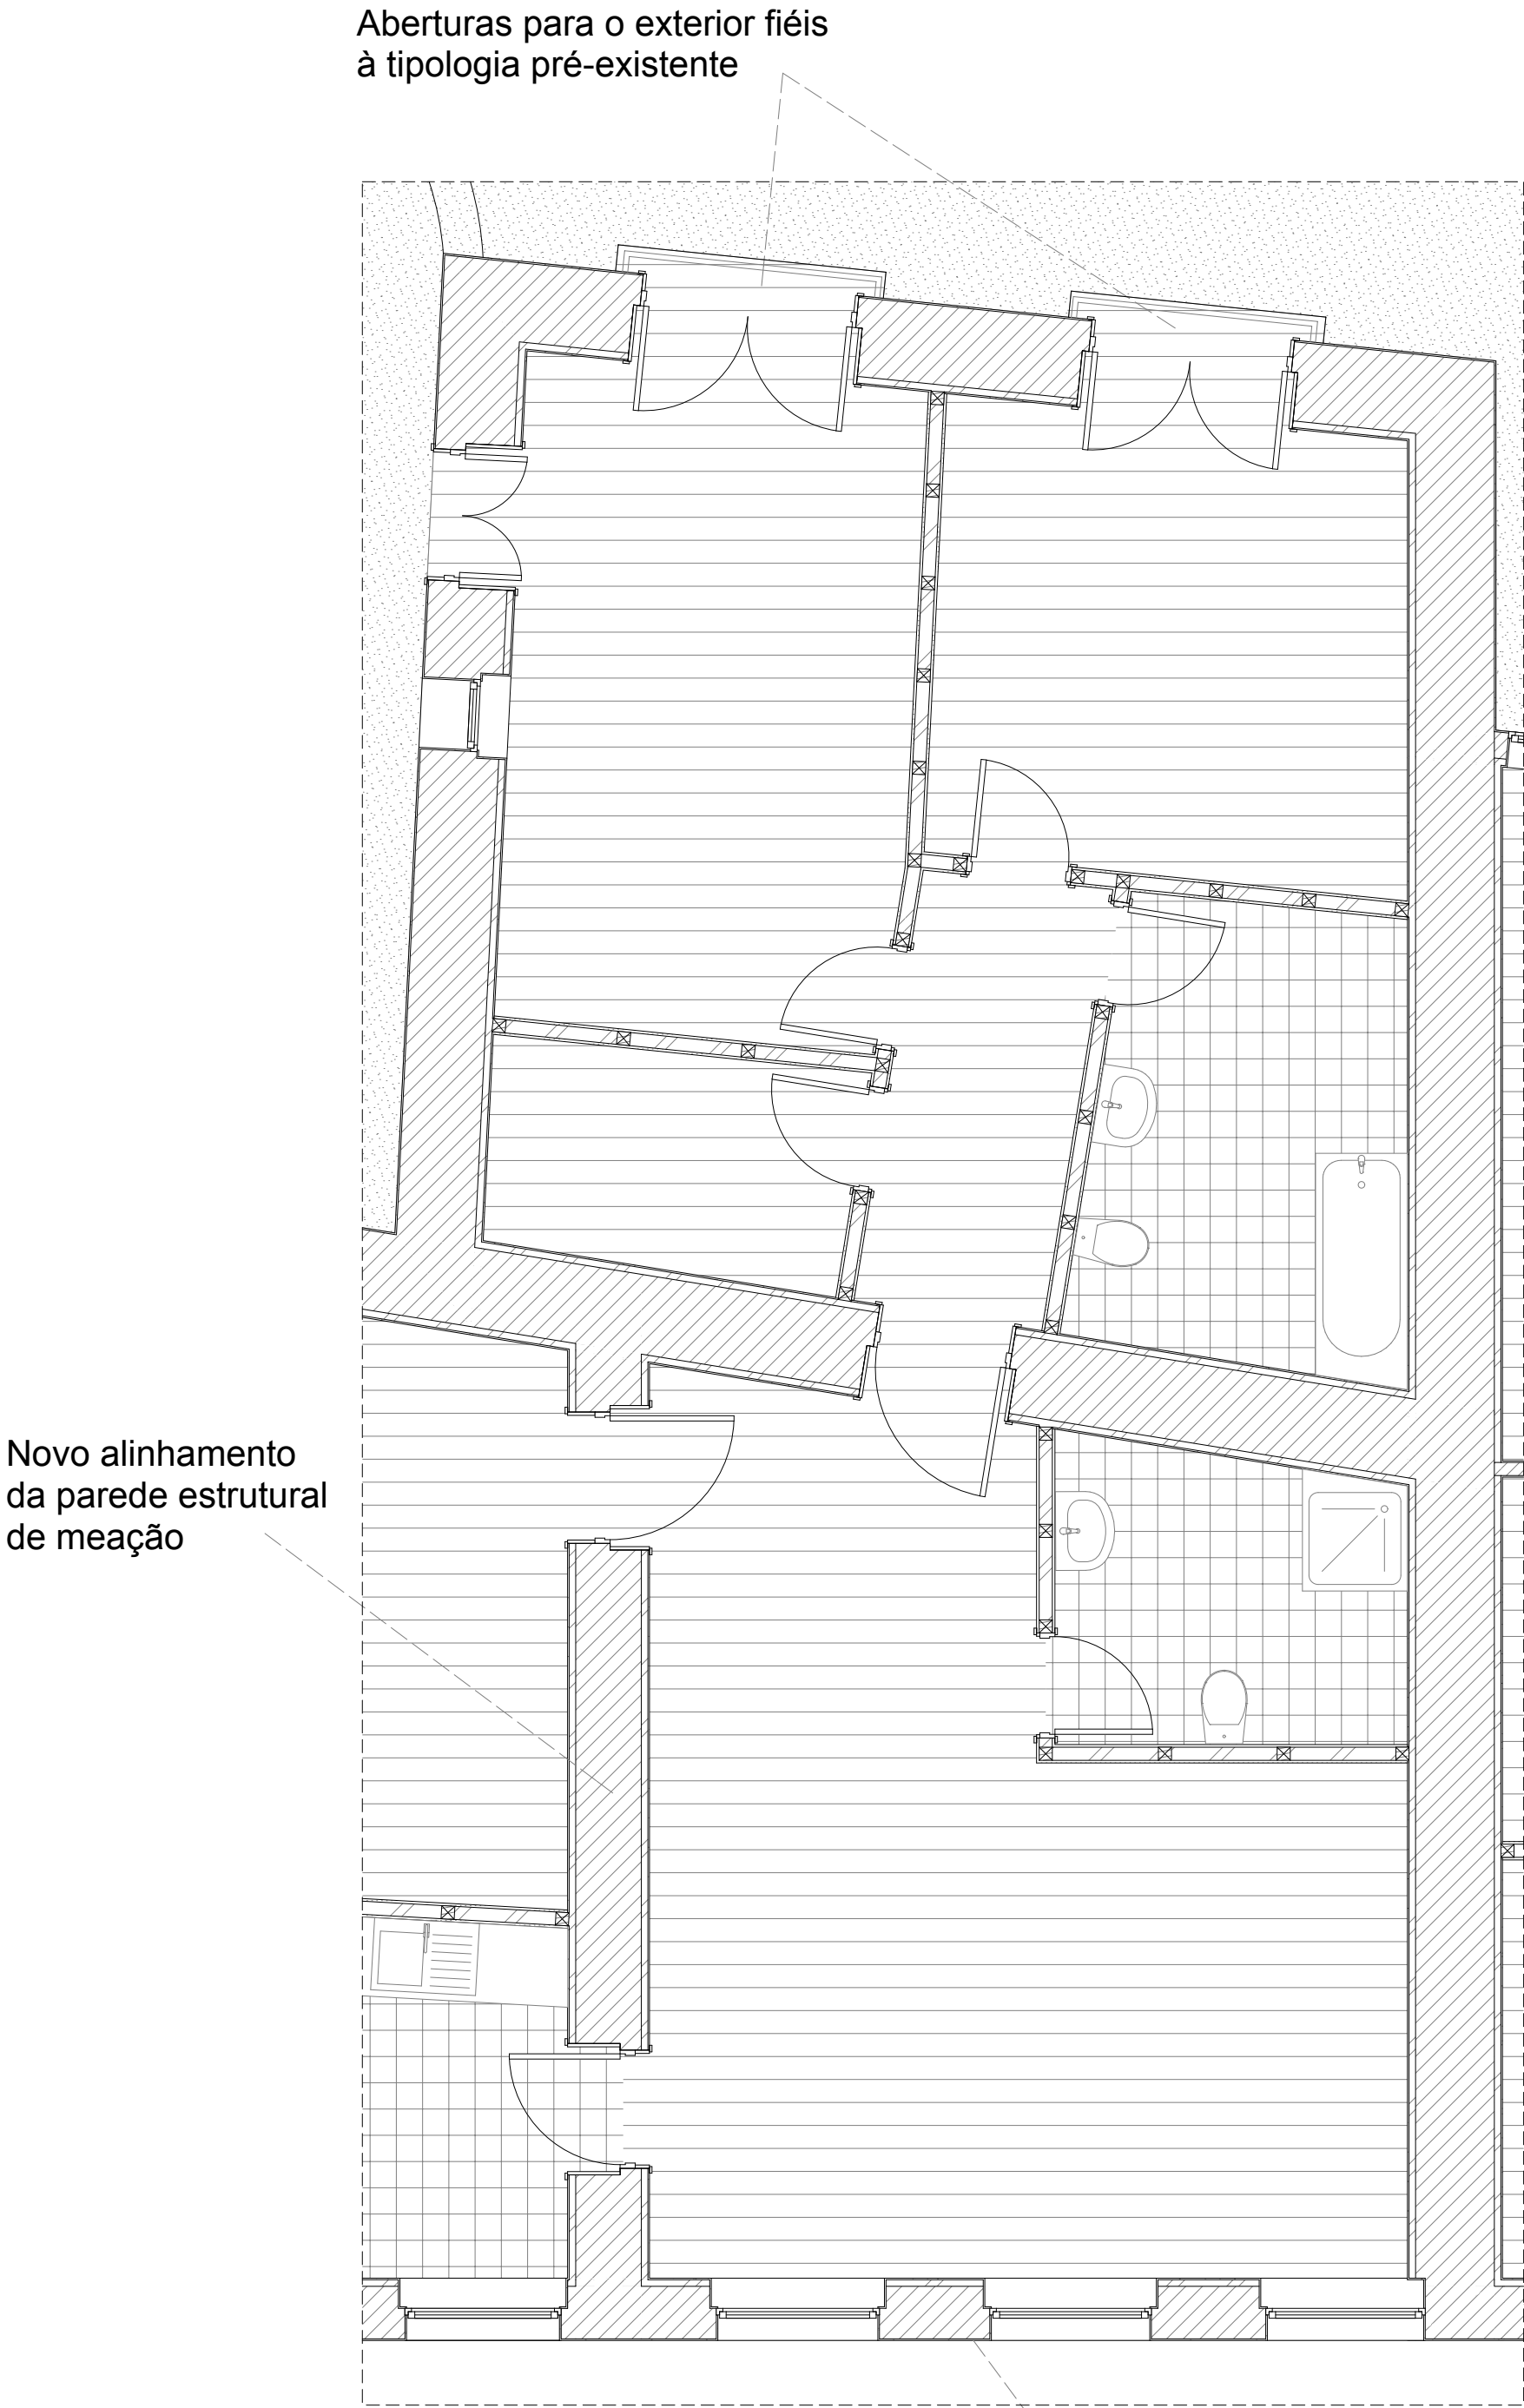 Aberturas para o exterior fiéis
à tipologia pré-existente
Novo alinhamento
da parede estrutural
de meação